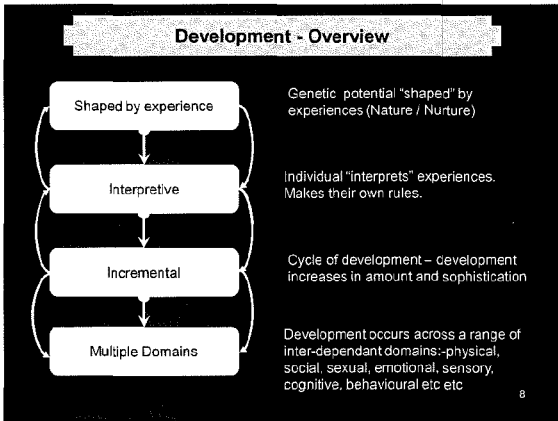 Development - Overview
Shaped by experience
Genetic potential "shaped" by
experiences (Nature / Nurture)
Interpretive
Individual "interprets" experiences.
Makes their own rules.
Incremental
Cycle of development – development
increases in amount and sophistication
Multiple Domains
Development occurs across a range of
inter-dependant domains:-physical,
social, sexual, emotional, sensory,
cognitive, behavioural etc etc
8